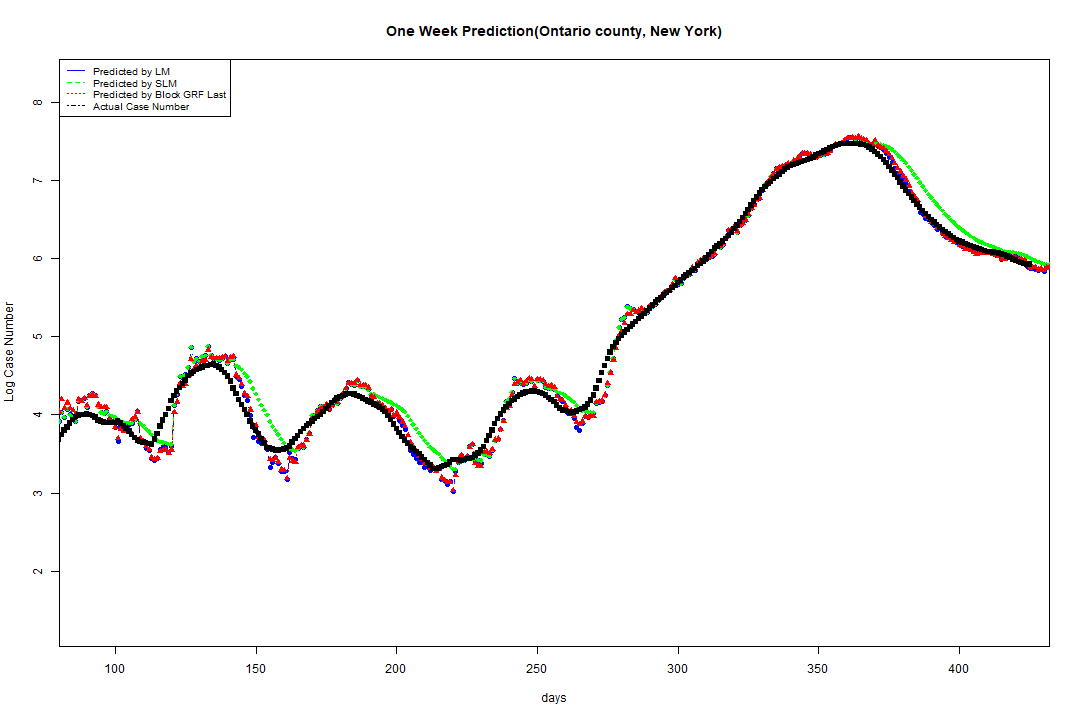 One Week Prediction(Ontario county, New York)
Predicted by LM
Predicted by SLM
Predicted by Block GRF Last
Actual Case Number
Log Case Number
8
7
6
5
4
3
2
100 150 200 250 300 350 400
days